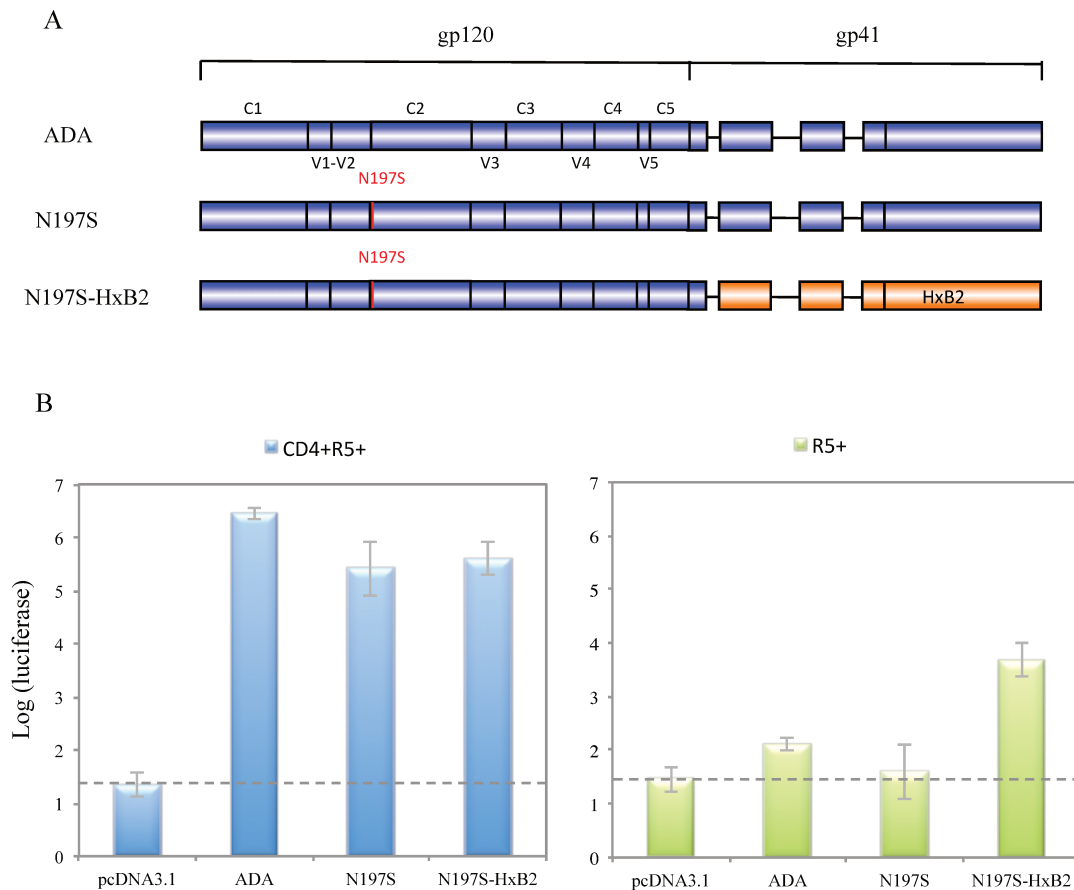 A
gp120 gp41
C1 C2 C3 C4 C5
ADA
V1-V2 V3 V4 V5
N197S
N197S
N197S
N197S-HxB2 HxB2
B
CD4+R5+ R5+
Log (luciferase)
7
6
5
4
3
2
1
0
pcDNA3.1 ADA N197S N197S-HxB2
7
6
5
4
3
2
1
0
pcDNA3.1 ADA N197S N197S-HxB2